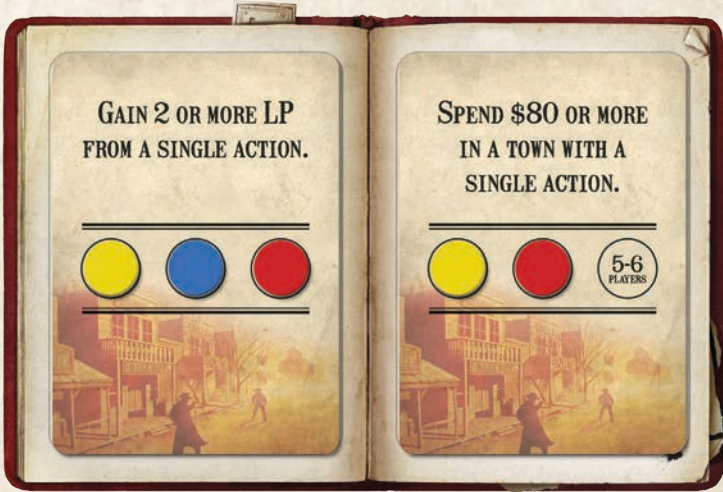 GAIN 2 OR MORE LP
FROM A SINGLE ACTION.
SPEND $80 OR MORE
IN A TOWN WITH A
SINGLE ACTION.
5-6
PLAYERS